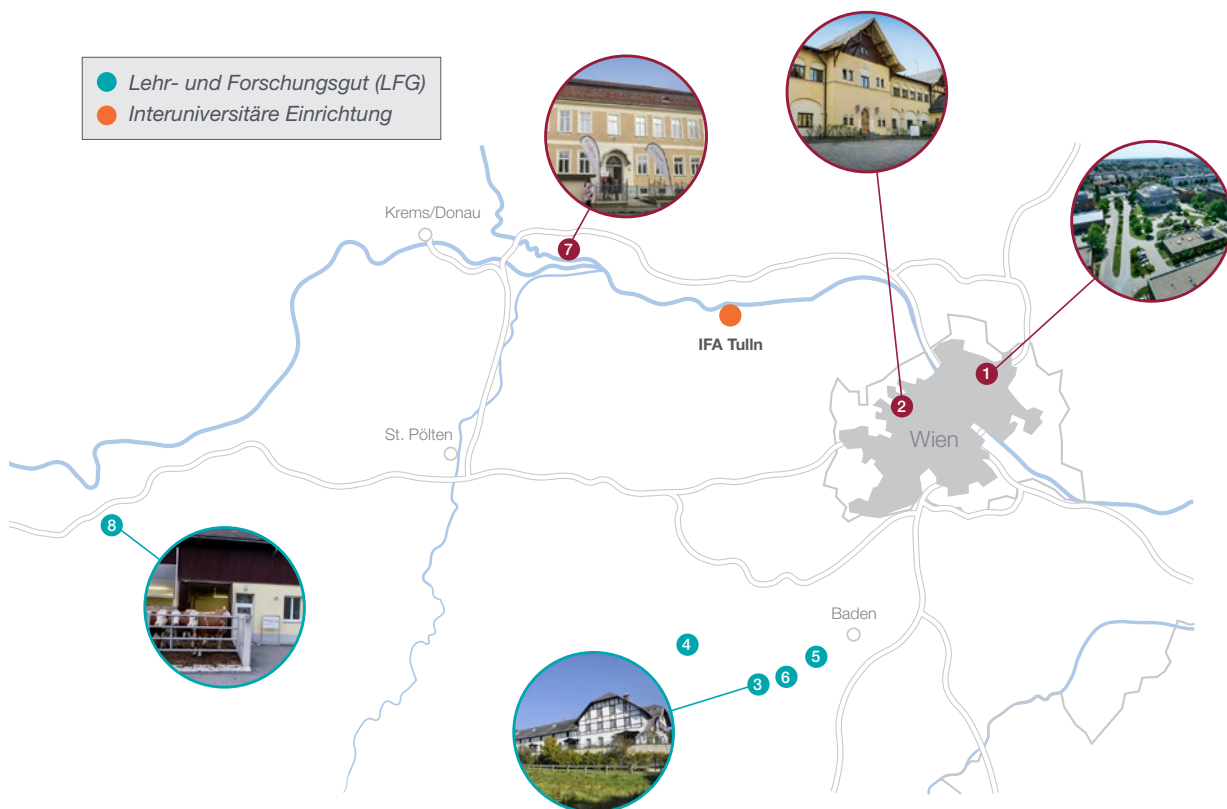 Lehr- und Forschungsgut (LFG)
Interuniversitäre Einrichtung
Krems/Donau
7
IFA Tulln
1
2
Wien
St. Pölten
8
Baden
4
5
3
6